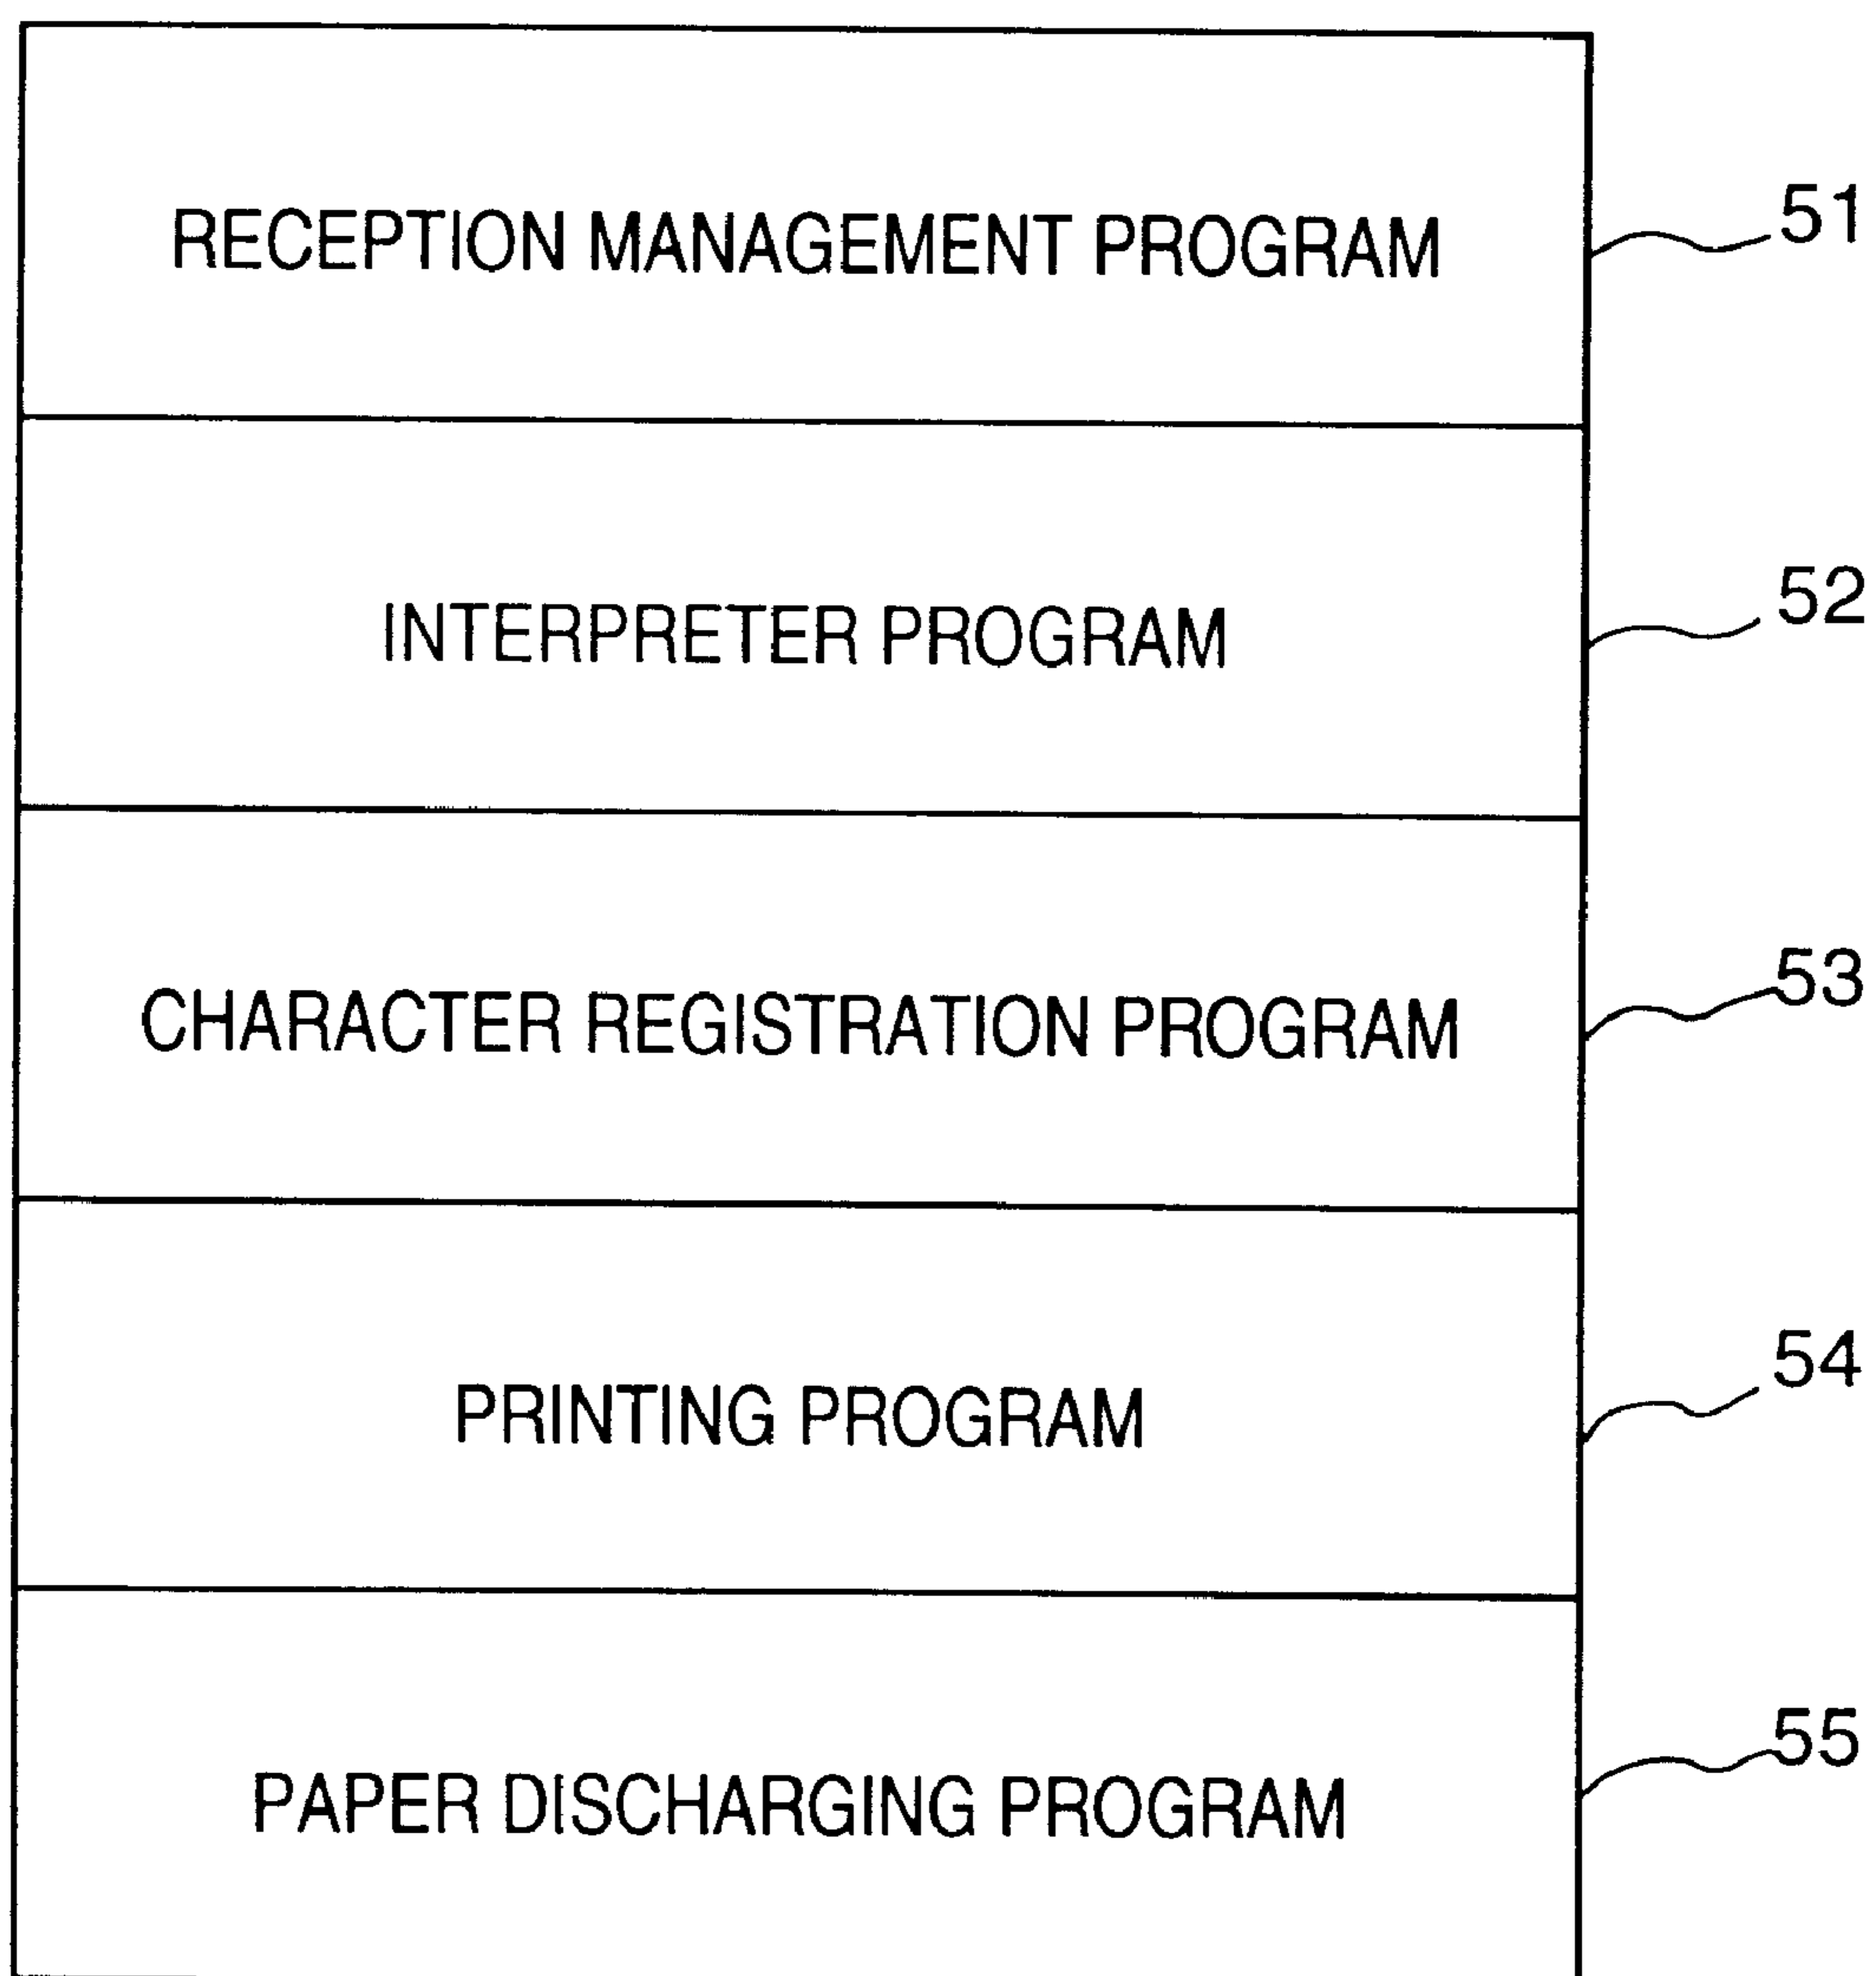 RECEPTION MANAGEMENT PROGRAM 51
INTERPRETER PROGRAM 52
CHARACTER REGISTRATION PROGRAM 53
PRINTING PROGRAM 54
PAPER DISCHARGING PROGRAM 55